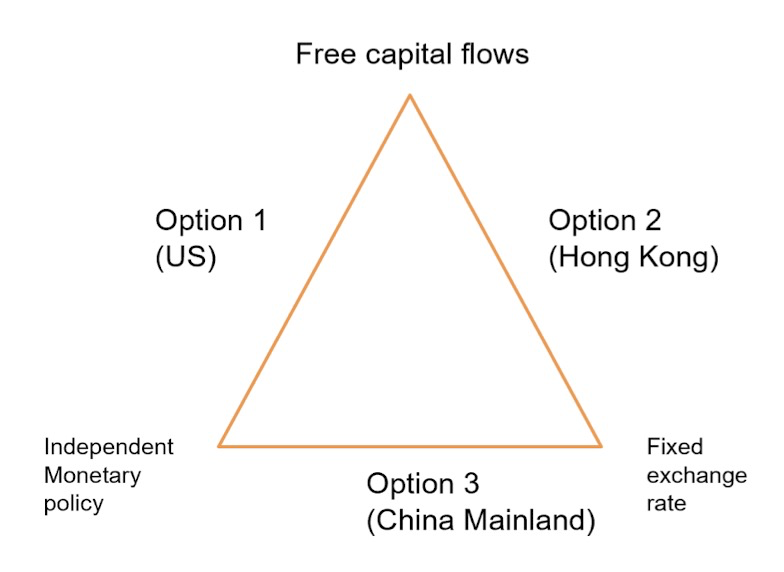 Free capital flows
Option 1
(US)
Option 2
(Hong Kong)
Independent
Monetary
policy
Fixed
exchange
rate
Option 3
(China Mainland)